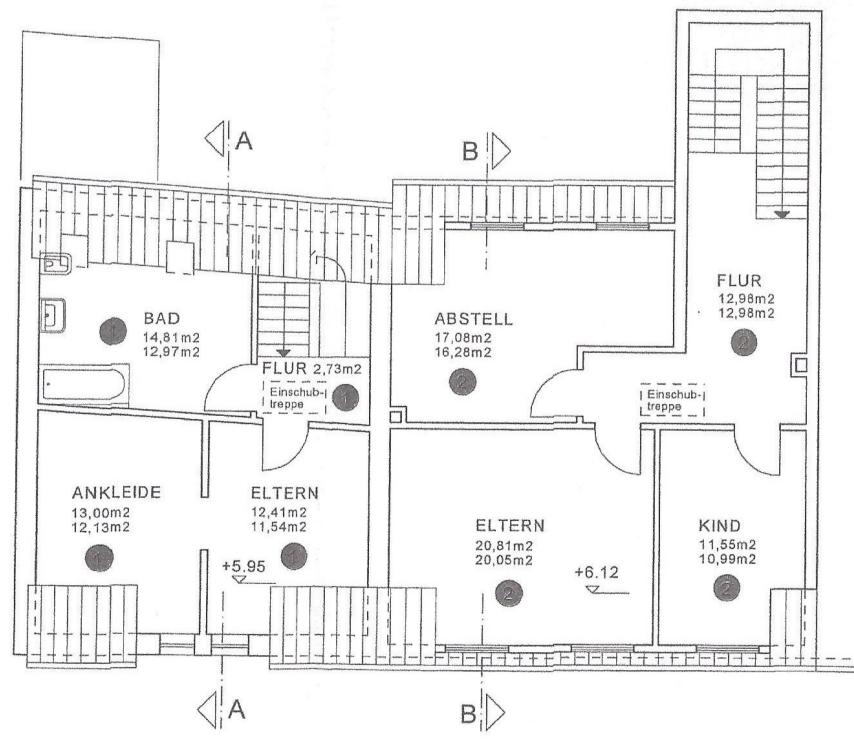 A
B
BAD
14,81m2
12,97m2
1
FLUR 2,73m2
Einschub-
treppe
1
ABSTELL
17,08m2
16,28m2
2
FLUR
12,98m2
12,98m2
2
Einschub-
treppe
ANKLEIDE
13,00m2
12,13m2
1
ELTERN
12,41m2
11,54m2
1
+5.95
ELTERN
20,81m2
20,05m2
2
+6.12
KIND
11,55m2
10,99m2
2
A
B